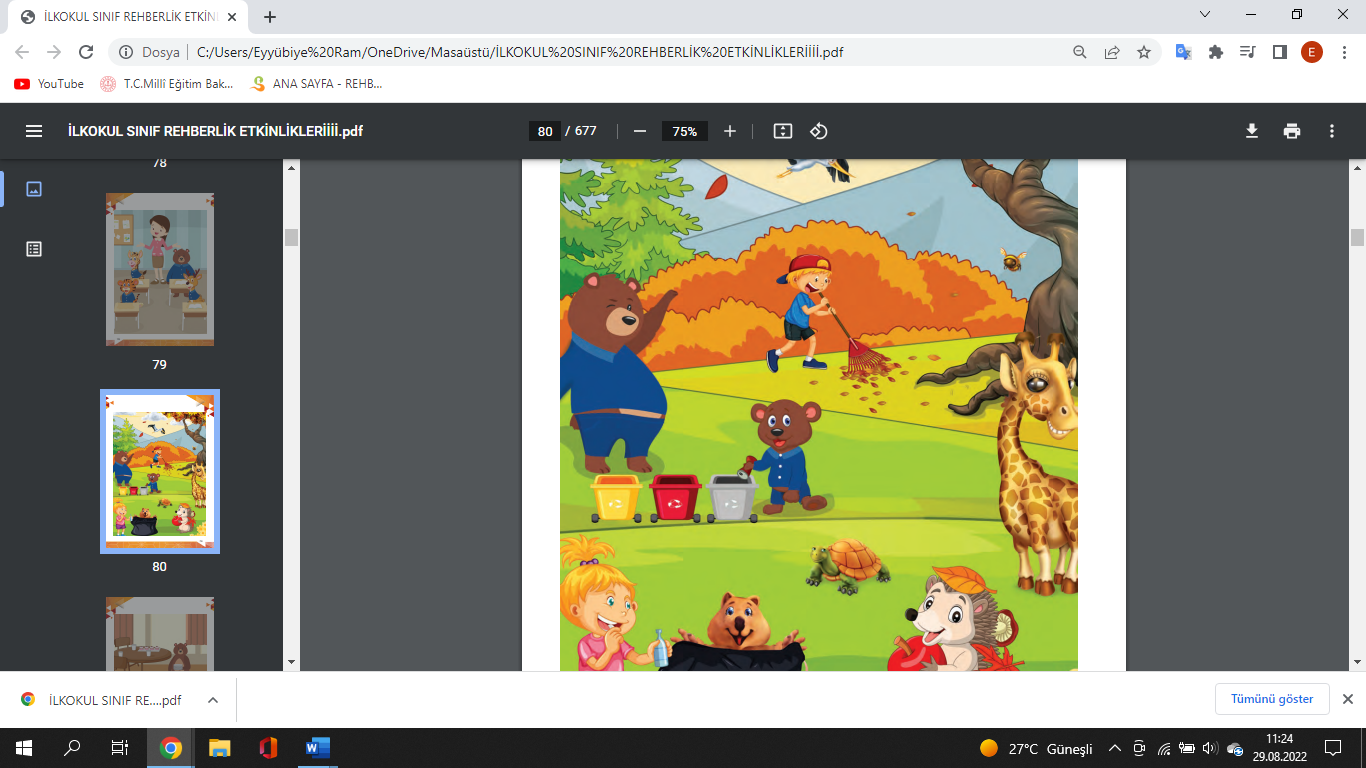 İLKOKUL SINIF REHBERLİK ETKİNL
Dosya
C:/Users/Eyyübiye%20Ram/OneDrive/Masaüstü/İLKOKUL%20SINIF%20REHBERLİK%20ETKİNLİKLERİİİİ.pdf
E
YouTube
T.C.Millî Eğitim Bak...
ANA SAYFA - REHB...
İLKOKUL SINIF REHBERLİK ETKİNLİKLERİİİİ.pdf
80 / 677
75%
78
79
80
İLKOKUL SINIF RE....pdf
Tümünü göster
27°C Güneşli
11:24
29.08.2022